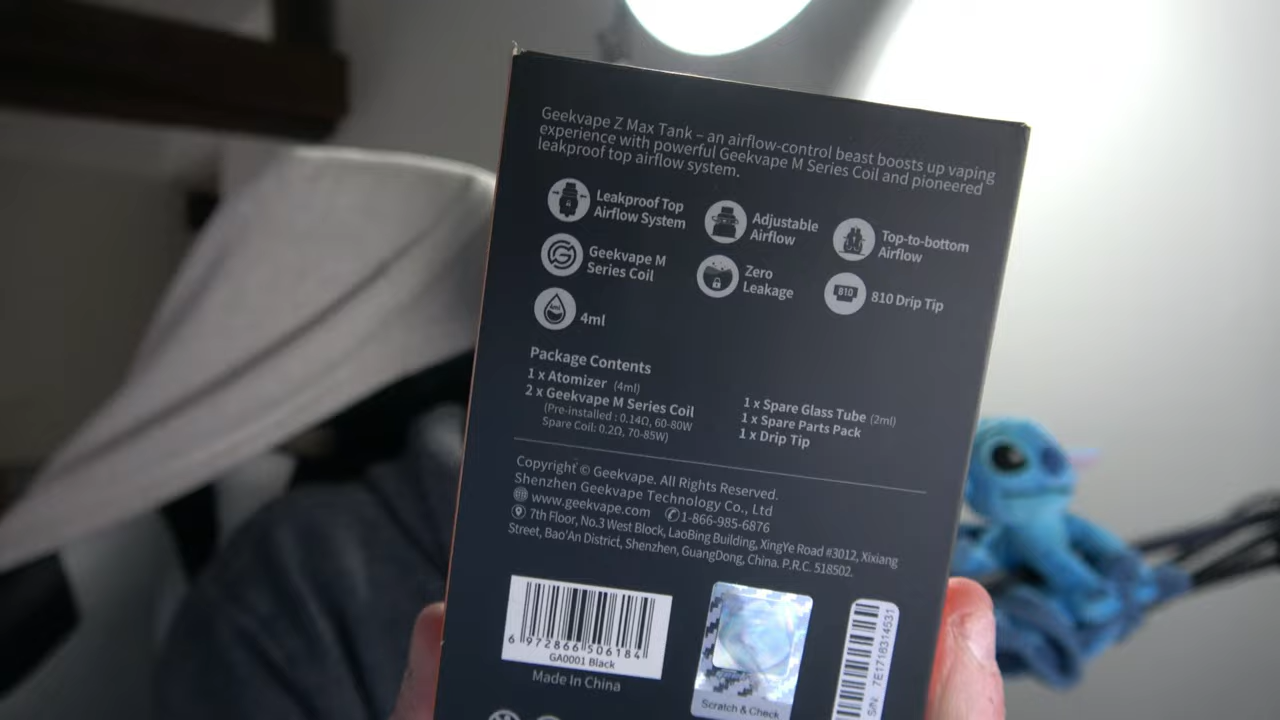 Geekvape Z Max Tank – an airflow-control beast boosts up vaping
experience with powerful Geekvape M Series Coil and pioneered
leakproof top airflow system.
Leakproof Top
Airflow System
Adjustable
Airflow
Top-to-bottom
Airflow
Geekvape M
Series Coil
Zero
Leakage
810
810 Drip Tip
4ml
4ml
Package Contents
1 x Atomizer (4ml)
2 x Geekvape M Series Coil
(Pre-installed : 0.14Ω, 60-80W
Spare Coil: 0.2Ω, 70-85W)
1 x Spare Glass Tube (2ml)
1 x Spare Parts Pack
1 x Drip Tip
Copyright © Geekvape. All Rights Reserved.
Shenzhen Geekvape Technology Co., Ltd
www.geekvape.com 1-866-985-6876
7th Floor, No.3 West Block, LaoBing Building, XingYe Road #3012, Xixiang
Street, Bao'An District, Shenzhen, GuangDong, China. P.R.C. 518502.
6 972866 506184
GA0001 Black
Made In China
Scratch & Check
S/N: 7E1718314531